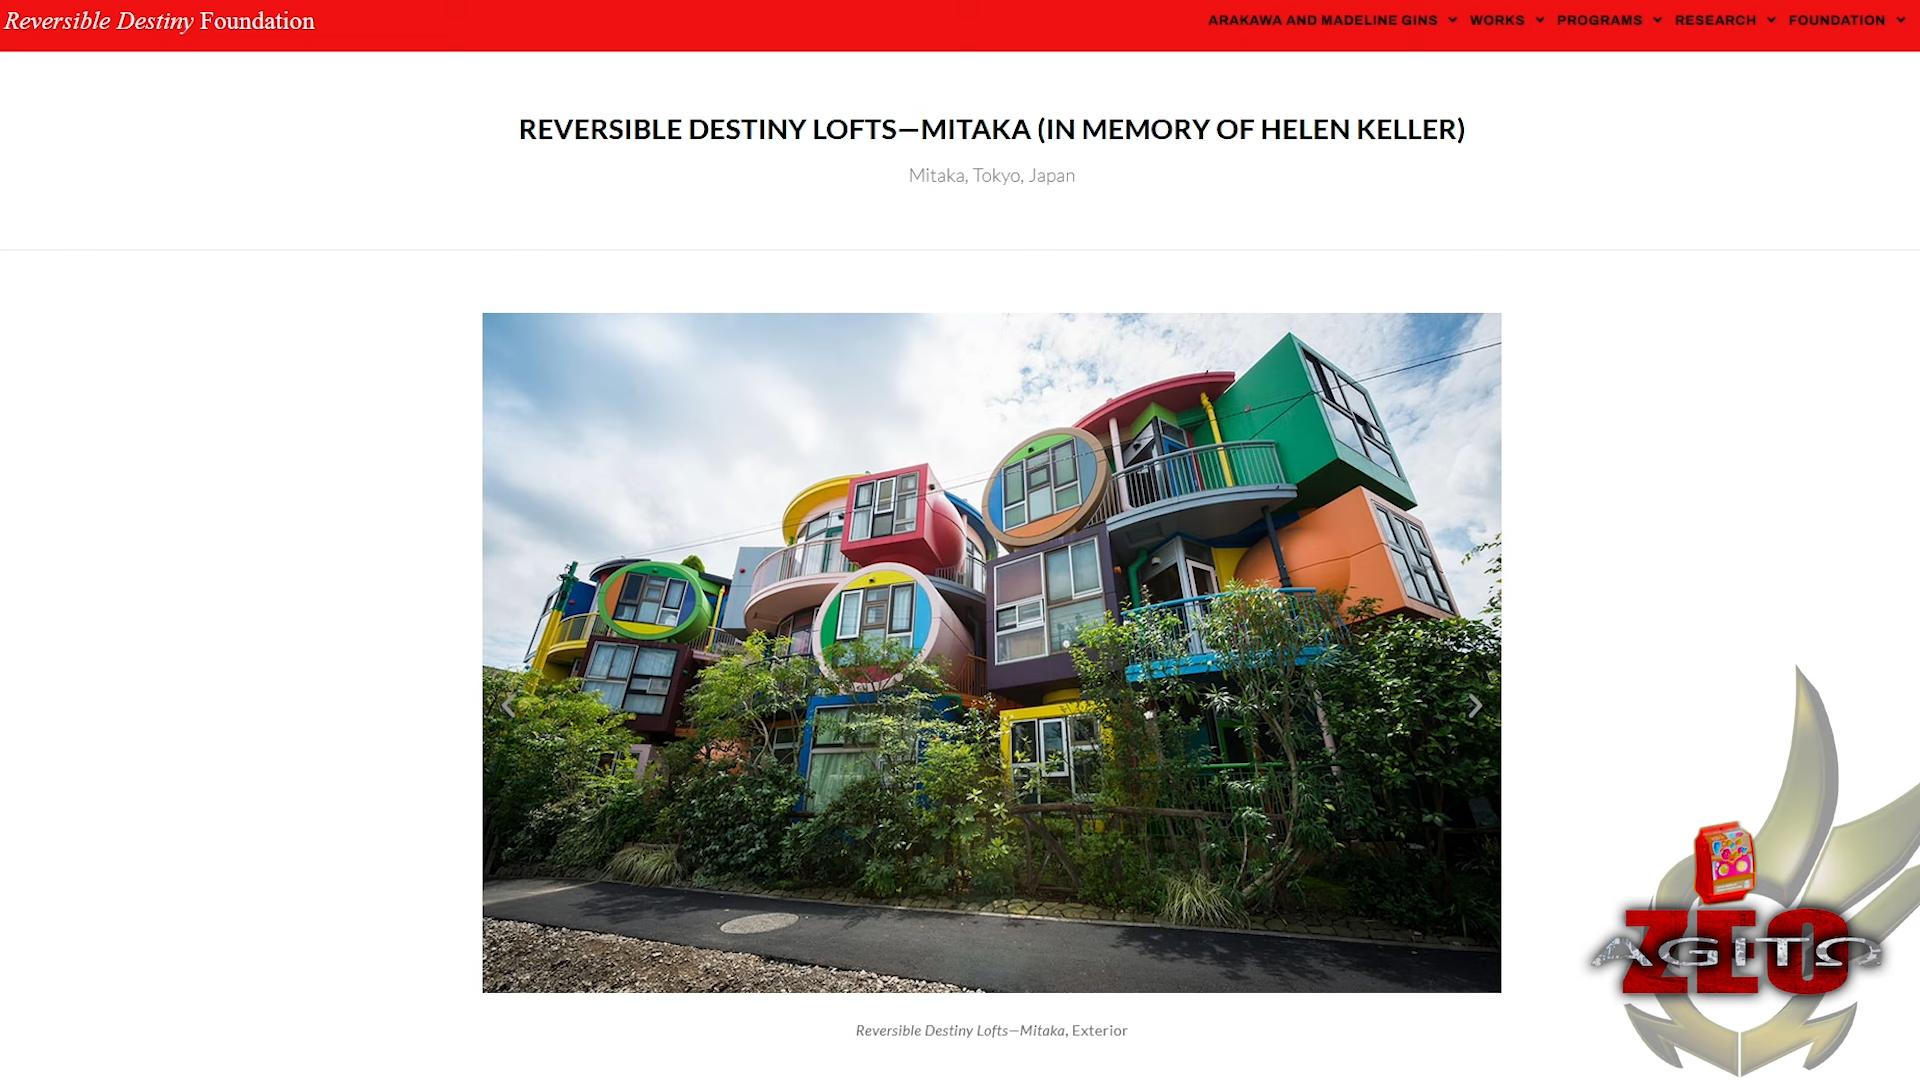 Reversible Destiny Foundation
ARAKAWA AND MADELINE GINS WORKS PROGRAMS RESEARCH FOUNDATION
REVERSIBLE DESTINY LOFTS—MITAKA (IN MEMORY OF HELEN KELLER)
Mitaka, Tokyo, Japan
Reversible Destiny Lofts—Mitaka, Exterior
ZEO
AGITO